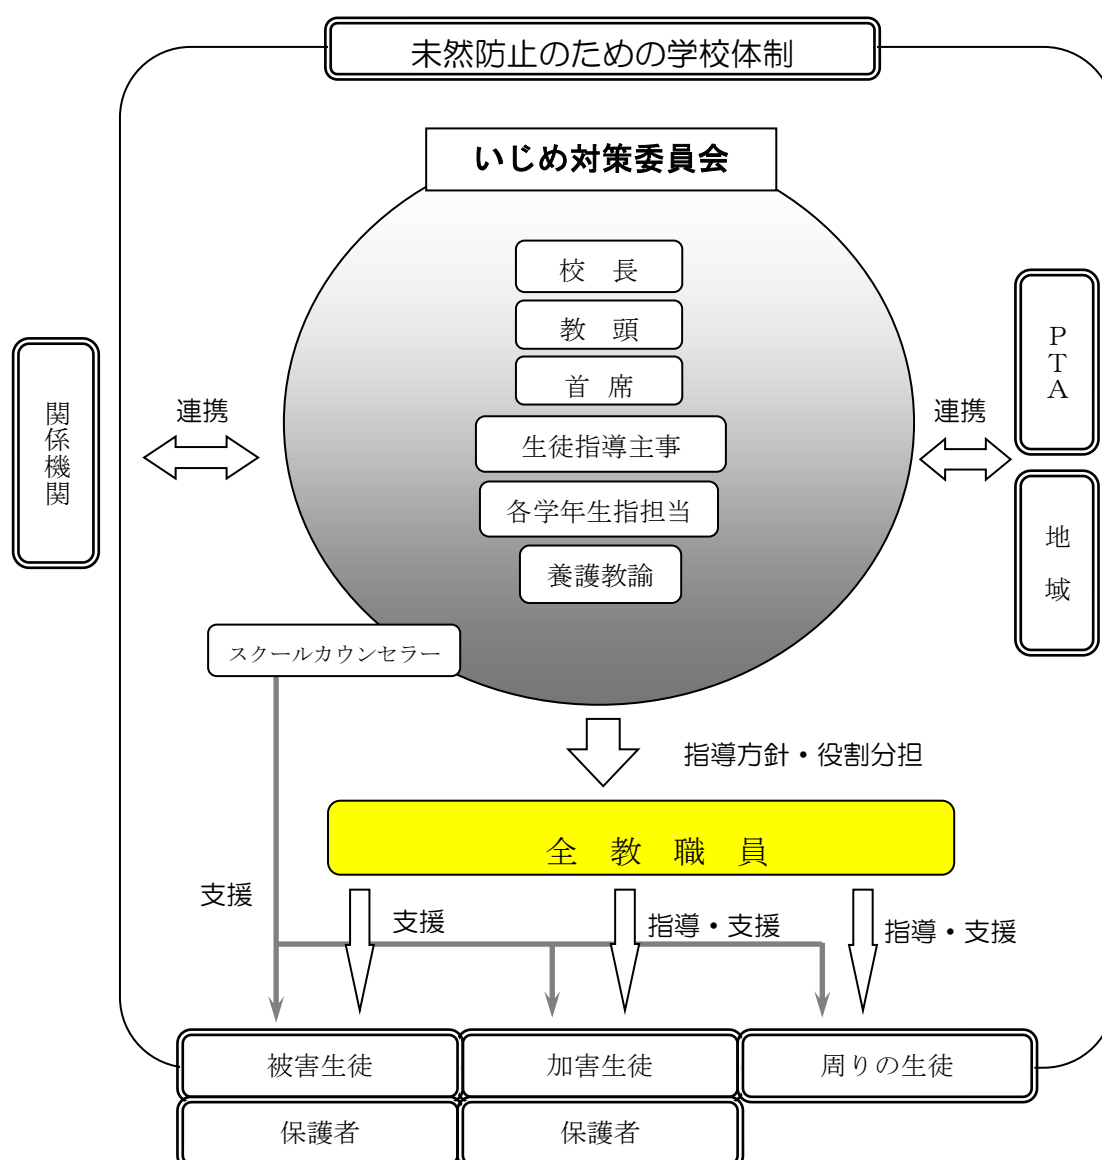 未然防止のための学校体制
いじめ対策委員会
校　長
教　頭
首　席
生徒指導主事
各学年生指担当
養護教諭
スクールカウンセラー
関係機関
連携
連携
ＰＴＡ
地　域
指導方針・役割分担
全　教　職　員
支援
支援
指導・支援
指導・支援
被害生徒
加害生徒
周りの生徒
保護者
保護者